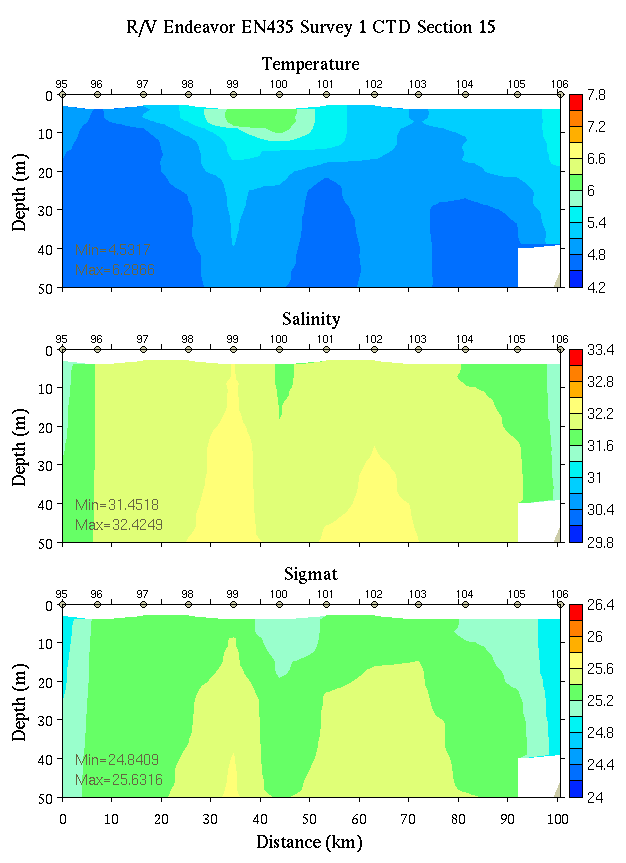 R/V Endeavor EN435 Survey 1 CTD Section 15
Temperature
95 96 97 98 99 100 101 102 103 104 105 106
0
10
20
30
40
50
Depth (m)
Min
Max
7.8
7.2
6.6
6
5.4
4.8
4.2
Salinity
95 96 97 98 99 100 101 102 103 104 105 106
0
10
20
30
40
50
Depth (m)
Min=31.4518
Max=32.4249
33.4
32.8
32.2
31.6
31
30.4
29.8
Sigmat
95 96 97 98 99 100 101 102 103 104 105 106
0
10
20
30
40
50
Depth (m)
Min=24.8409
Max=25.6316
26.4
26
25.6
25.2
24.8
24.4
24
0 10 20 30 40 50 60 70 80 90 100
Distance (km)